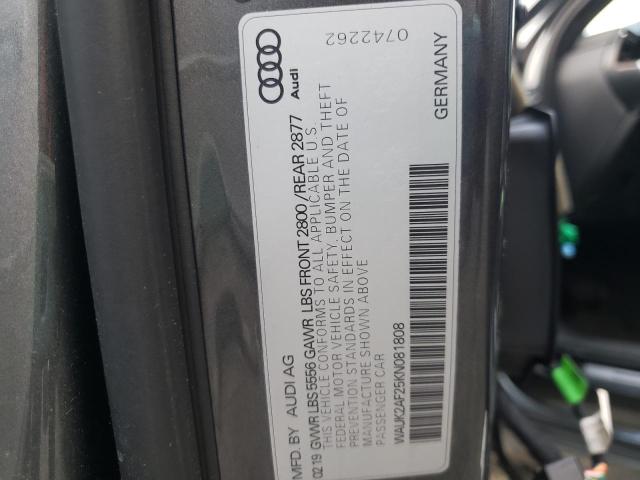 MFD. BY AUDI AG
0219 GVWR LBS 5556 GAWR LBS FRONT 2800/REAR 2877
THIS VEHICLE CONFORMS TO ALL APPLICABLE U.S.
FEDERAL MOTOR VEHICLE SAFETY, BUMPER AND THEFT
PREVENTION STANDARDS IN EFFECT ON THE DATE OF
MANUFACTURE SHOWN ABOVE
PASSENGER CAR
WAUK2AF25KN081808
GERMANY
Audi
0742262